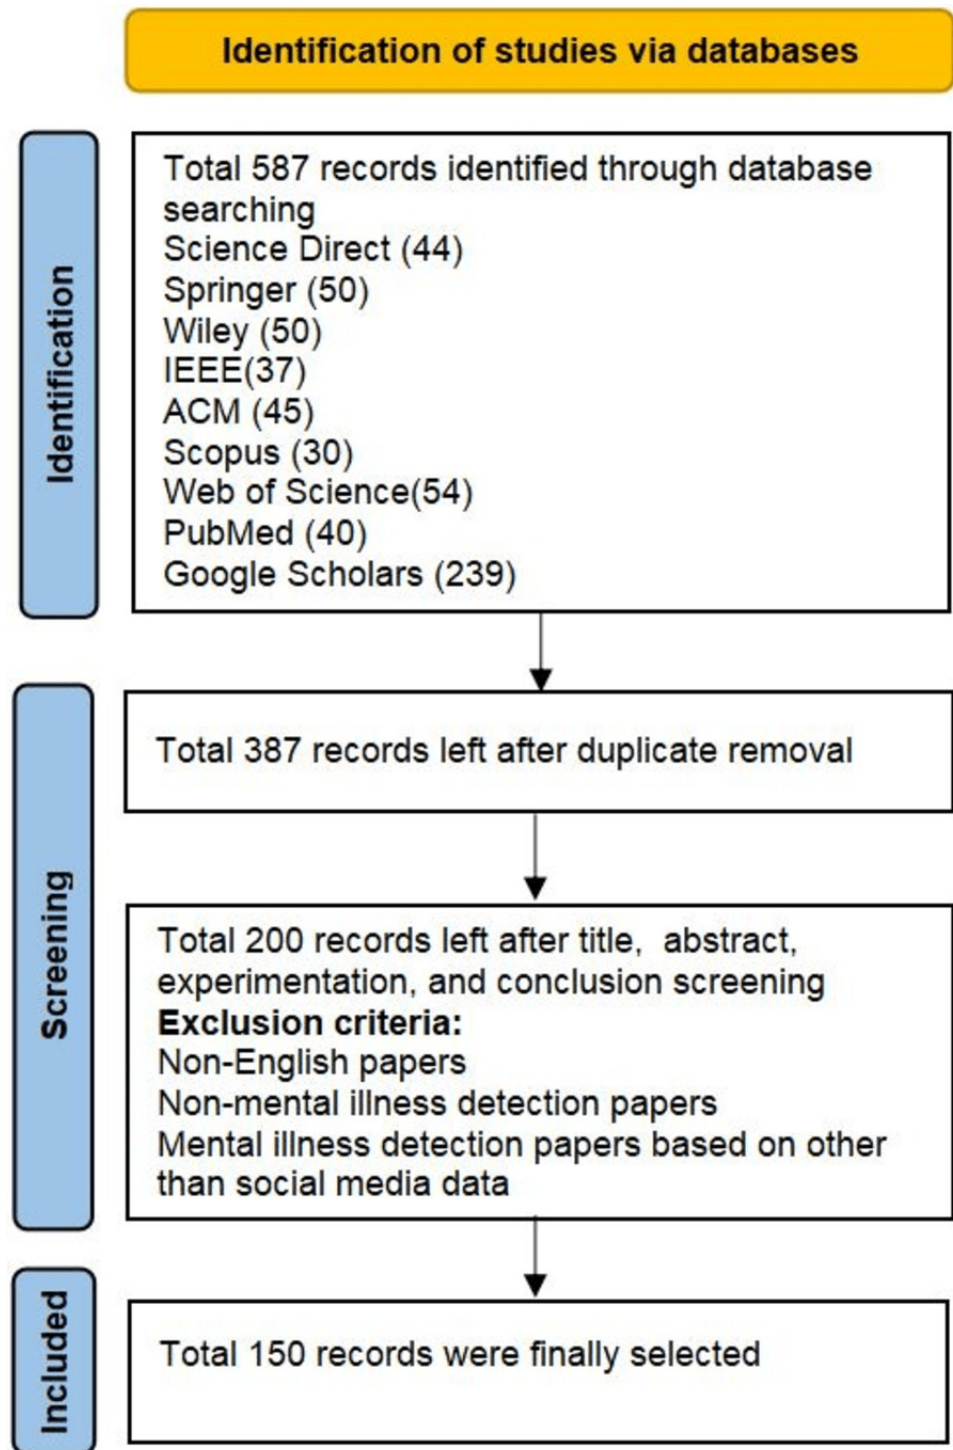 Identification of studies via databases
Identification
Total 587 records identified through database
searching
Science Direct (44)
Springer (50)
Wiley (50)
IEEE(37)
ACM (45)
Scopus (30)
Web of Science(54)
PubMed (40)
Google Scholars (239)
Screening
Total 387 records left after duplicate removal
Total 200 records left after title, abstract,
experimentation, and conclusion screening
Exclusion criteria:
Non-English papers
Non-mental illness detection papers
Mental illness detection papers based on other
than social media data
Included
Total 150 records were finally selected